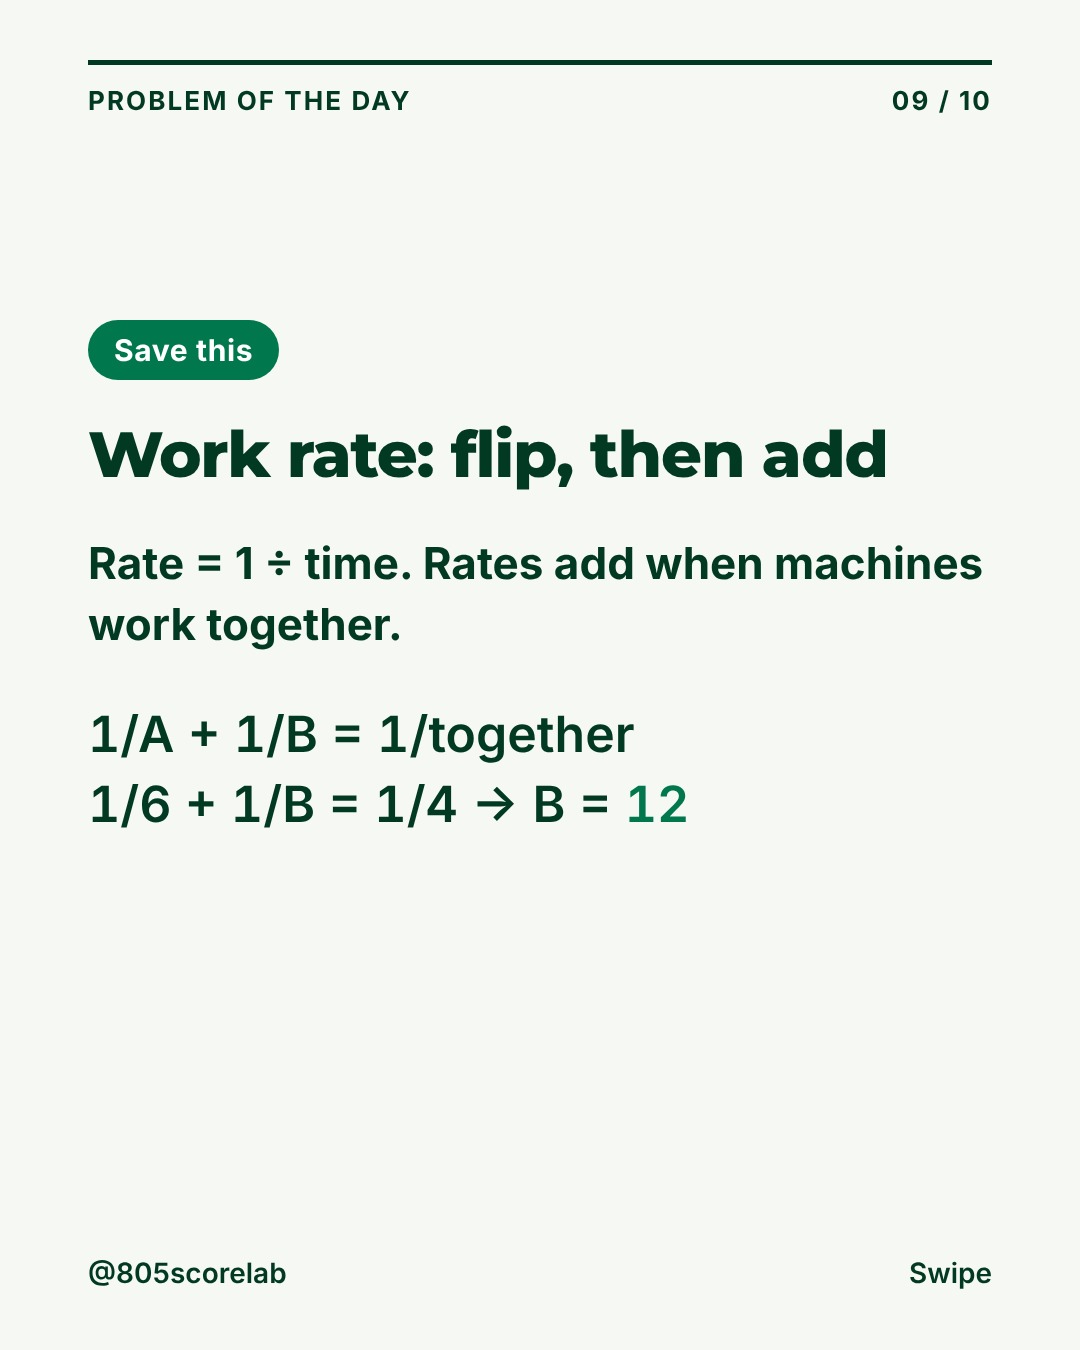 PROBLEM OF THE DAY
09 / 10
Save this
Work rate: flip, then add
Rate = 1 ÷ time. Rates add when machines
work together.
1/A + 1/B = 1/together
1/6 + 1/B = 1/4 → B = 12
@805scorelab
Swipe